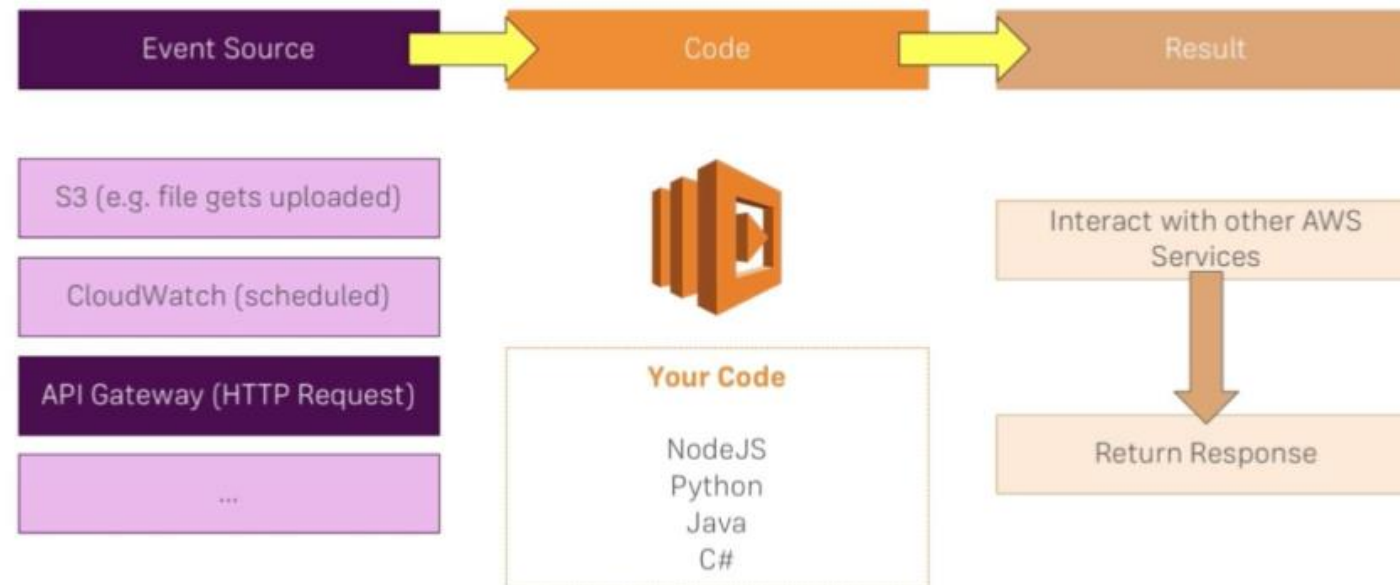 Event Source
Code
Result
S3 (e.g. file gets uploaded)
CloudWatch (scheduled)
API Gateway (HTTP Request)
...
Your Code
NodeJS
Python
Java
C#
Interact with other AWS
Services
Return Response